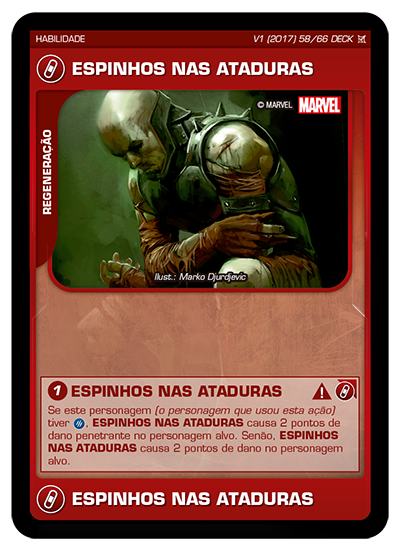 HABILIDADE
V1 (2017) 58/66 DECK
ESPINHOS NAS ATADURAS
© MARVEL MARVEL
REGENERAÇÃO
Ilust.: Marko Djurdjevic
1 ESPINHOS NAS ATADURAS
Se este personagem (o personagem que usou esta ação)
tiver , ESPINHOS NAS ATADURAS causa 2 pontos de
dano penetrante no personagem alvo. Senão, ESPINHOS
NAS ATADURAS causa 2 pontos de dano no personagem
alvo.
ESPINHOS NAS ATADURAS